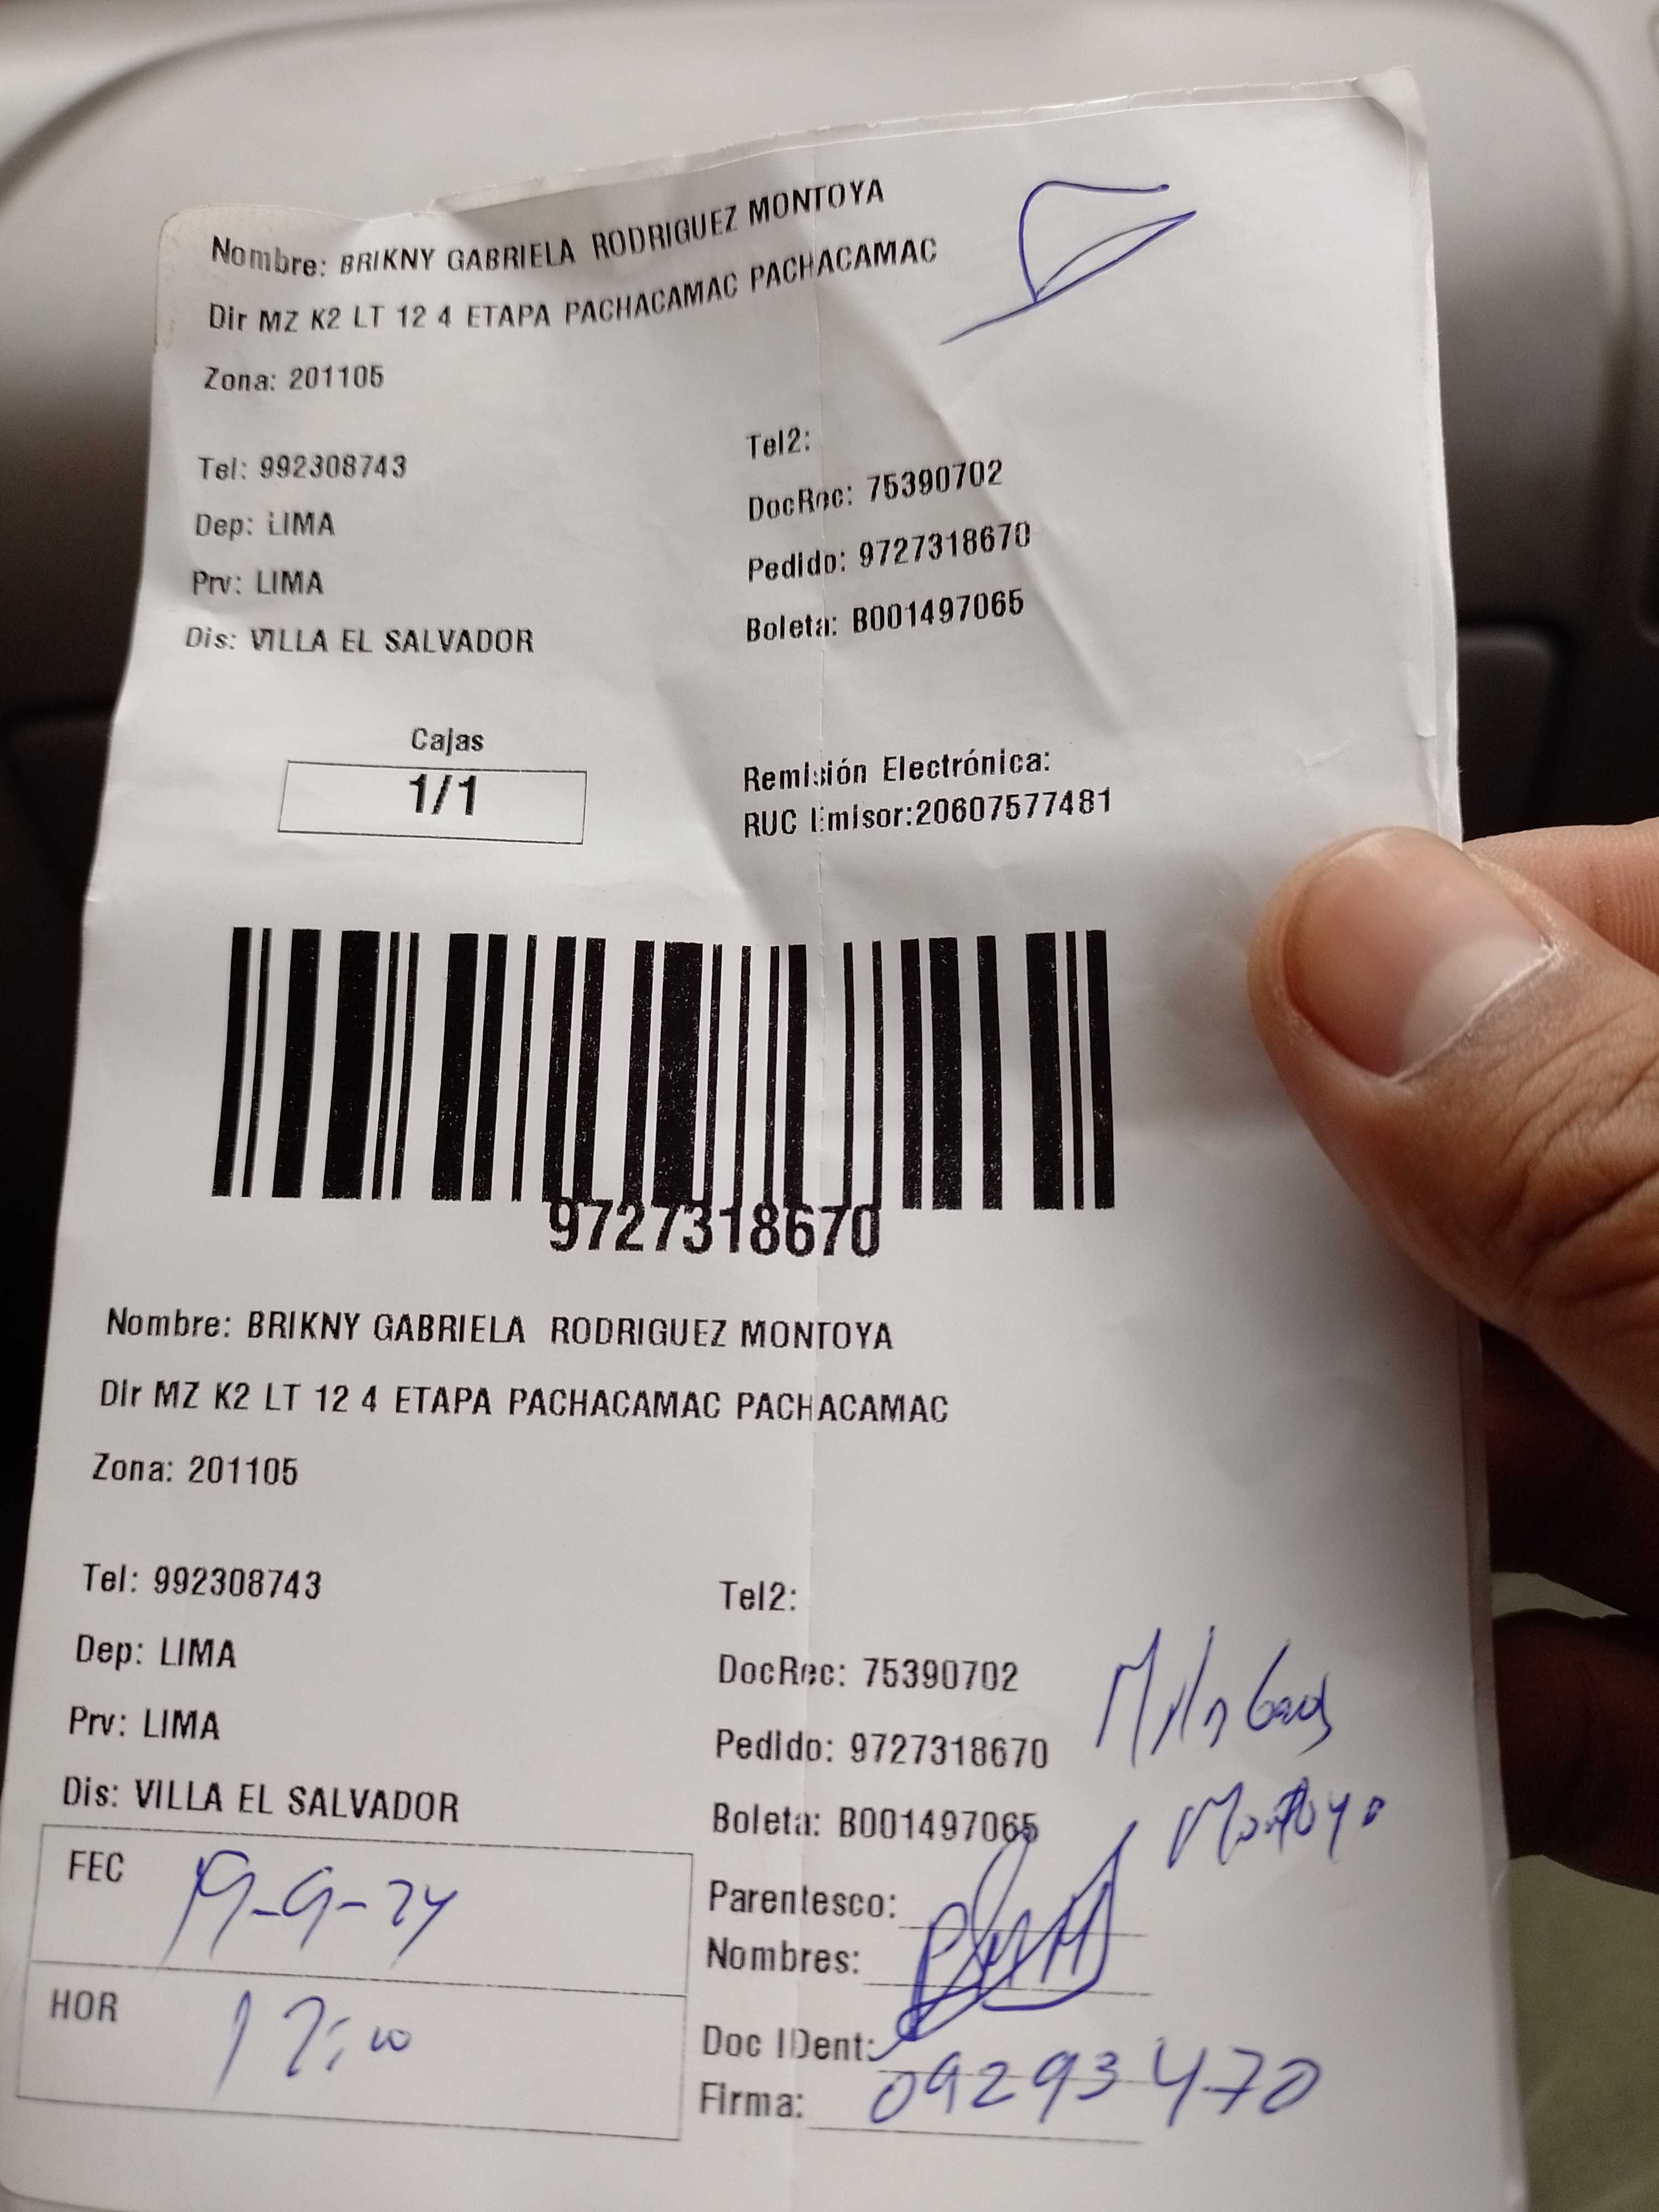 Nombre: BRIKNY GABRIELA RODRIGUEZ MONTOYA
Dir MZ K2 LT 12 4 ETAPA PACHACAMAC PACHACAMAC
Zona: 201105
Tel: 992308743
Tel2:
Dep: LIMA
DocRec: 75390702
Prv: LIMA
Pedido: 9727318670
Dis: VILLA EL SALVADOR
Boleta: B001497065
Cajas
1/1
Remisión Electrónica:
RUC Emisor:20607577481
9727318670
Nombre: BRIKNY GABRIELA RODRIGUEZ MONTOYA
Dir MZ K2 LT 12 4 ETAPA PACHACAMAC PACHACAMAC
Zona: 201105
Tel: 992308743
Tel2:
Dep: LIMA
DocRec: 75390702
Prv: LIMA
Pedido: 9727318670
Dis: VILLA EL SALVADOR
Boleta: B001497065
Montoya
FEC 19-9-24
Parentesco:
Nombres:
HOR
Doc IDent: 09293470
Firma: